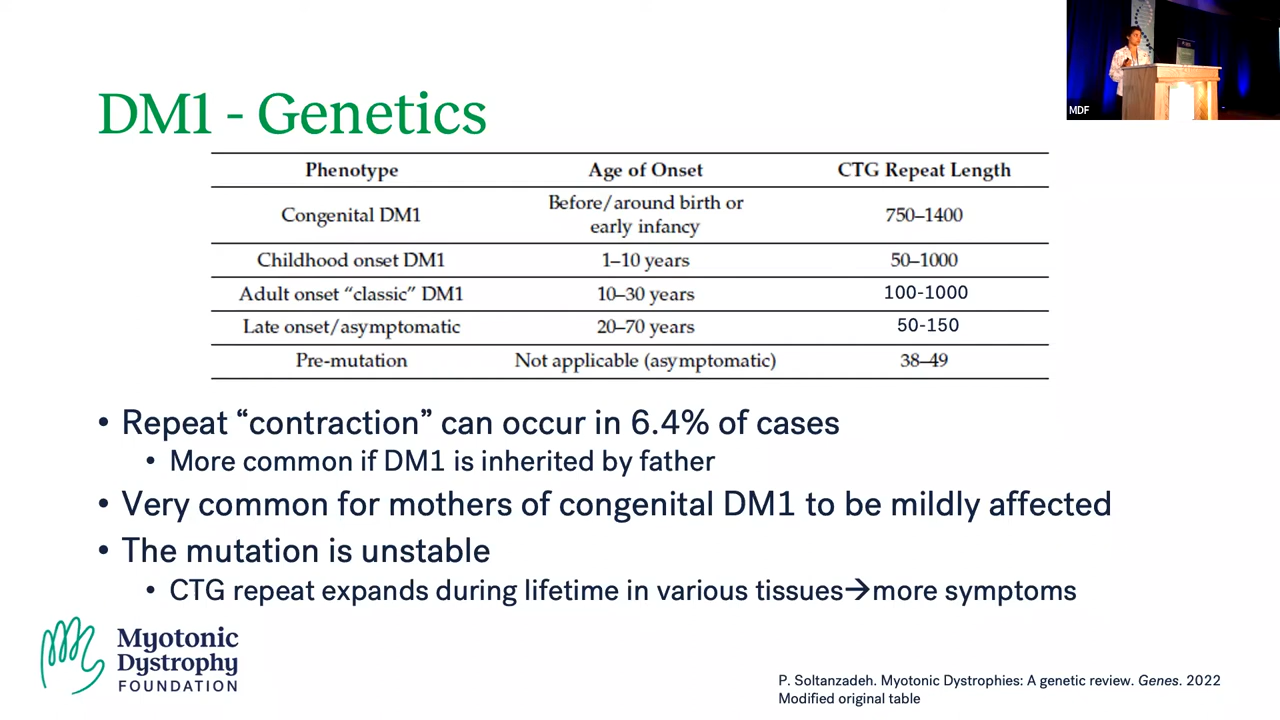 MDF
DM1 - Genetics
Phenotype Age of Onset CTG Repeat Length
Congenital DM1 Before/around birth or early infancy 750–1400
Childhood onset DM1 1–10 years 50–1000
Adult onset “classic” DM1 10–30 years 100-1000
Late onset/asymptomatic 20–70 years 50-150
Pre-mutation Not applicable (asymptomatic) 38–49
• Repeat “contraction” can occur in 6.4% of cases
• More common if DM1 is inherited by father
• Very common for mothers of congenital DM1 to be mildly affected
• The mutation is unstable
• CTG repeat expands during lifetime in various tissues→more symptoms
Myotonic
Dystrophy
FOUNDATION
P. Soltanzadeh. Myotonic Dystrophies: A genetic review. Genes. 2022
Modified original table